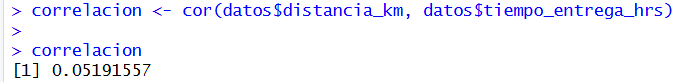 > correlacion <- cor(datos$distancia_km, datos$tiempo_entrega_hrs)
>
> correlacion
[1] 0.05191557